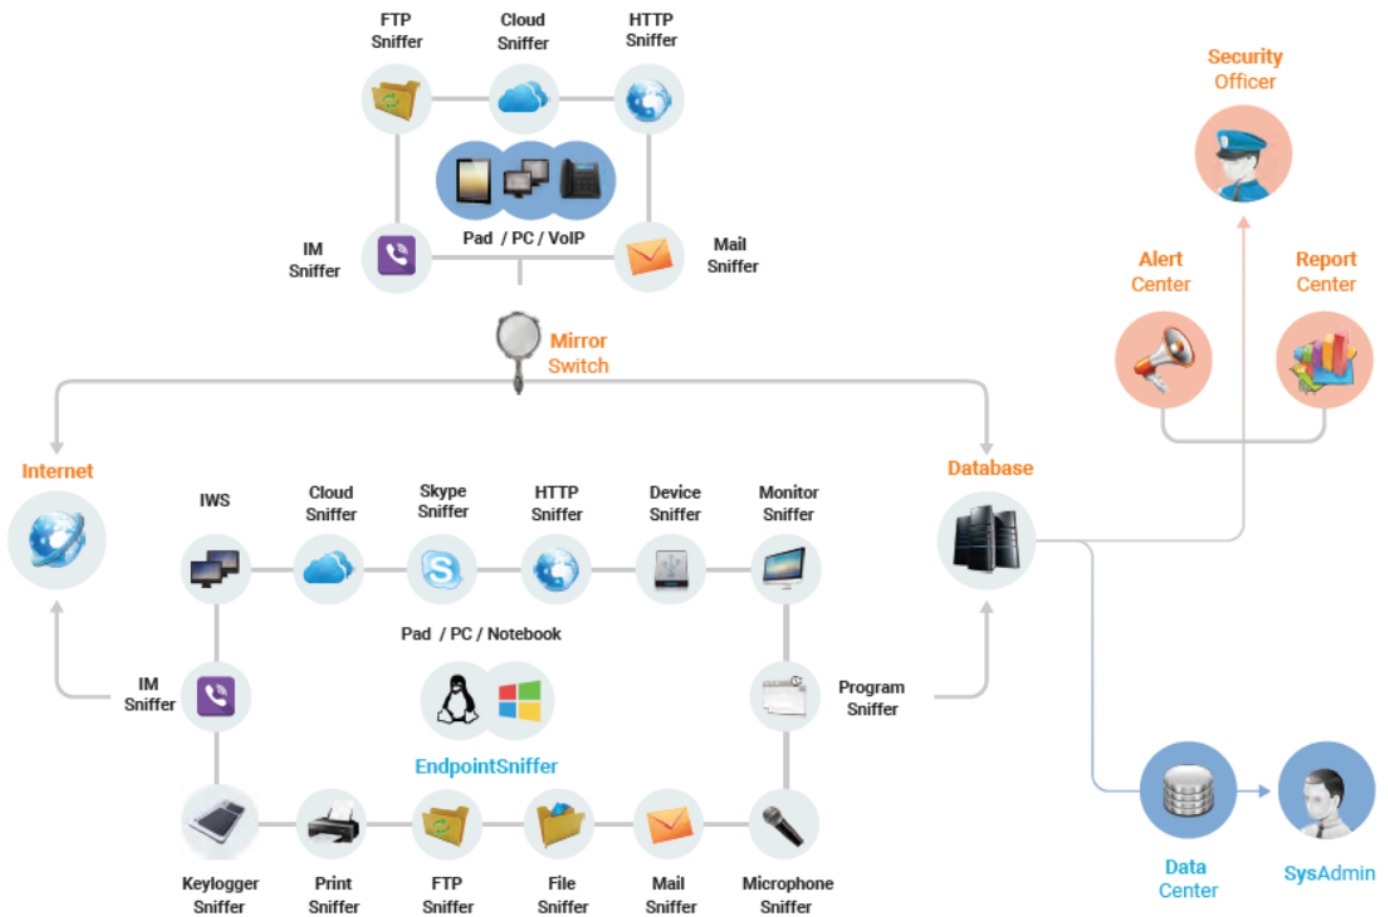 FTP
Sniffer
Cloud
Sniffer
HTTP
Sniffer
Security
Officer
Pad / PC / VoIP
IM
Sniffer
Mail
Sniffer
Alert
Center
Report
Center
Mirror
Switch
Internet
Database
IWS
Cloud
Sniffer
Skype
Sniffer
HTTP
Sniffer
Device
Sniffer
Monitor
Sniffer
Pad / PC / Notebook
IM
Sniffer
Program
Sniffer
EndpointSniffer
Keylogger
Sniffer
Print
Sniffer
FTP
Sniffer
File
Sniffer
Mail
Sniffer
Microphone
Sniffer
Data
Center
SysAdmin